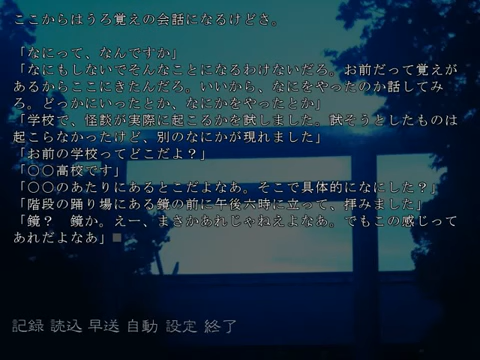 ここからはうろ覚えの会話になるけどさ。
「なにって、なんですか」
「なにもしないでそんなことになるわけないだろ。お前だって覚えが
あるからここにきたんだろ。いいから、なにをやったのか話してみ
ろ。どっかにいったとか、なにかをやったとか」
「学校で、怪談が実際に起こるかを試しました。試そうとしたものは
起こらなかったけど、別のなにかが現れました」
「お前の学校ってどこだよ？」
「○○高校です」
「○○のあたりにあるとこだよなあ。そこで具体的になにした？」
「階段の踊り場にある鏡の前に午後六時に立って、拝みました」
「鏡？　鏡か。えー、まさかあれじゃねえよなあ。でもこの感じって
あれだよなあ」
記録 読込 早送 自動 設定 終了